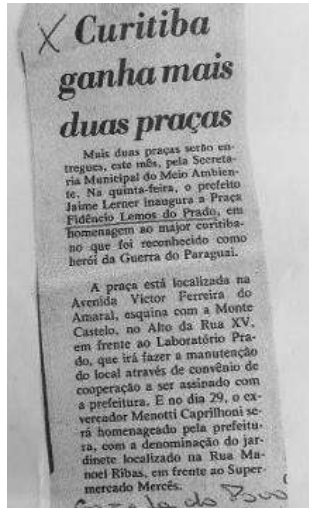 X Curitiba
ganha mais
duas praças
Mais duas praças serão en-
tregues, este mês, pela Secreta-
ria Municipal do Meio Ambien-
te. Na quinta-feira, o prefeito
Jaime Lerner inaugura a Praça
Fidêncio Lemos do Prado, em
homenagem ao major curitiba-
no que foi reconhecido como
herói da Guerra do Paraguai.
A praça está localizada na
Avenida Victor Ferreira do
Amaral, esquina com a Monte
Castelo, no Alto da Rua XV,
em frente ao Laboratório Pra-
do, que irá fazer a manutenção
do local através de convênio de
cooperação a ser assinado com
a prefeitura. E no dia 29, o ex-
vereador Menotti Caprilhoni se-
rá homenageado pela prefeitu-
ra, com a denominação do jar-
dinete localizado na Rua Ma-
noel Ribas, em frente ao Super-
mercado Mercês.
do Povo